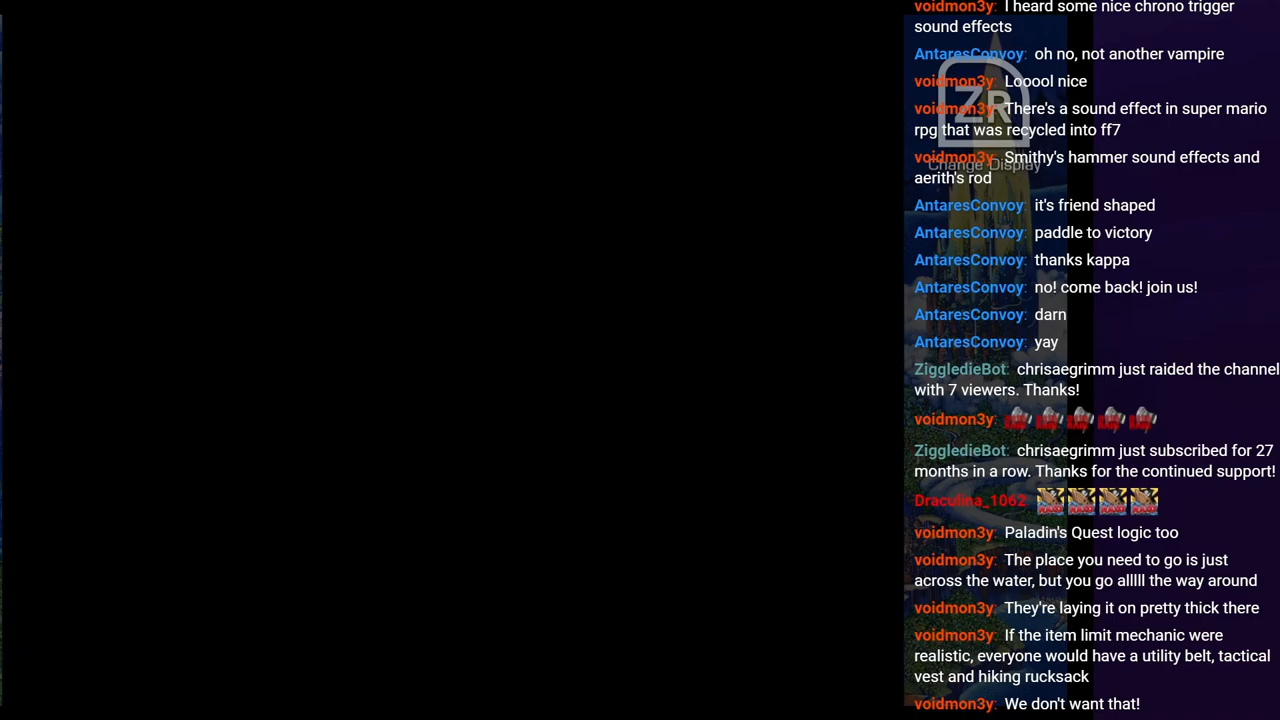 voidmon3y: I heard some nice chrono trigger
sound effects
AntaresConvoy: oh no, not another vampire
voidmon3y: Looool nice
voidmon3y: There's a sound effect in super mario
rpg that was recycled into ff7
voidmon3y: Smithy's hammer sound effects and
aerith's rod
ZR
Change Display
AntaresConvoy: it's friend shaped
AntaresConvoy: paddle to victory
AntaresConvoy: thanks kappa
AntaresConvoy: no! come back! join us!
AntaresConvoy: darn
AntaresConvoy: yay
ZiggledieBot: chrisaegrimm just raided the channel
with 7 viewers. Thanks!
voidmon3y:
ZiggledieBot: chrisaegrimm just subscribed for 27
months in a row. Thanks for the continued support!
Draculina_1062
voidmon3y: Paladin's Quest logic too
voidmon3y: The place you need to go is just
across the water, but you go alllll the way around
voidmon3y: They're laying it on pretty thick there
voidmon3y: If the item limit mechanic were
realistic, everyone would have a utility belt, tactical
vest and hiking rucksack
voidmon3y: We don't want that!